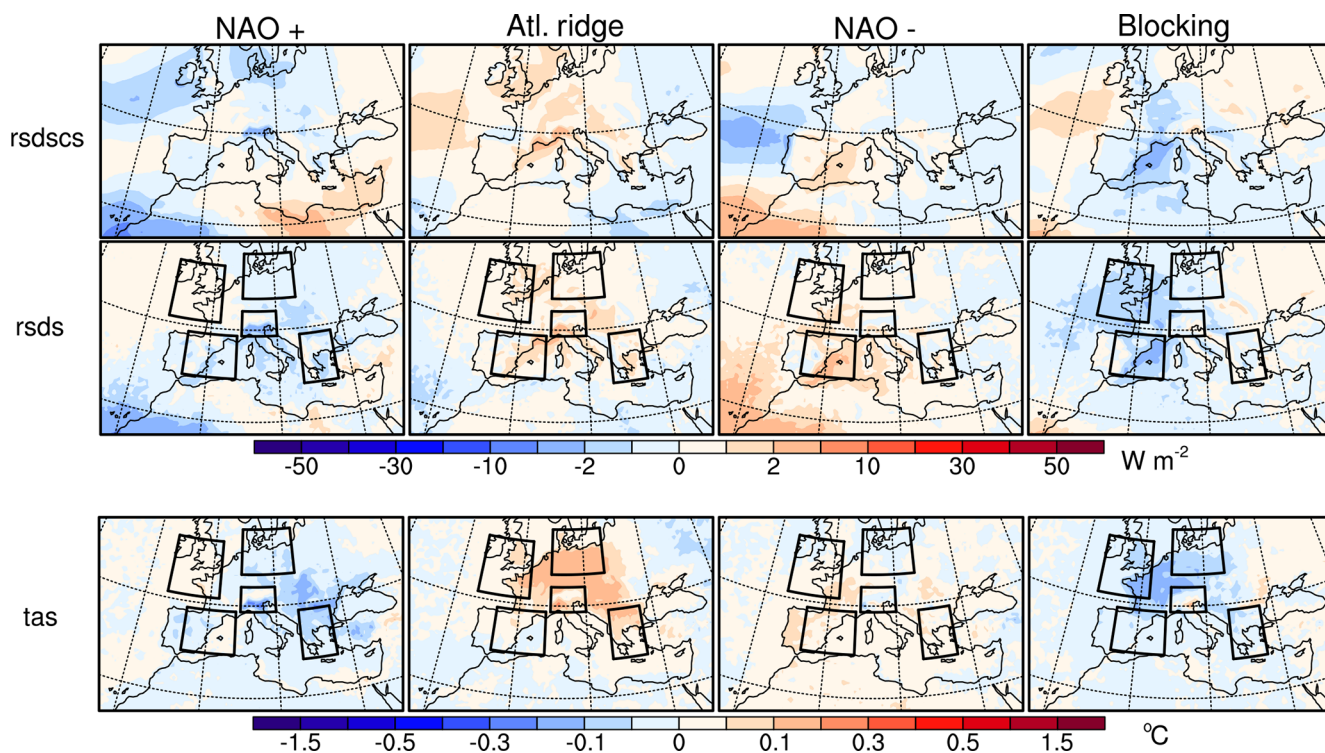 NAO + Atl. ridge NAO - Blocking
rsdscs
rsds
-50 -30 -10 -2 0 2 10 30 50 W m-2
tas
-1.5 -0.5 -0.3 -0.1 0 0.1 0.3 0.5 1.5 °C